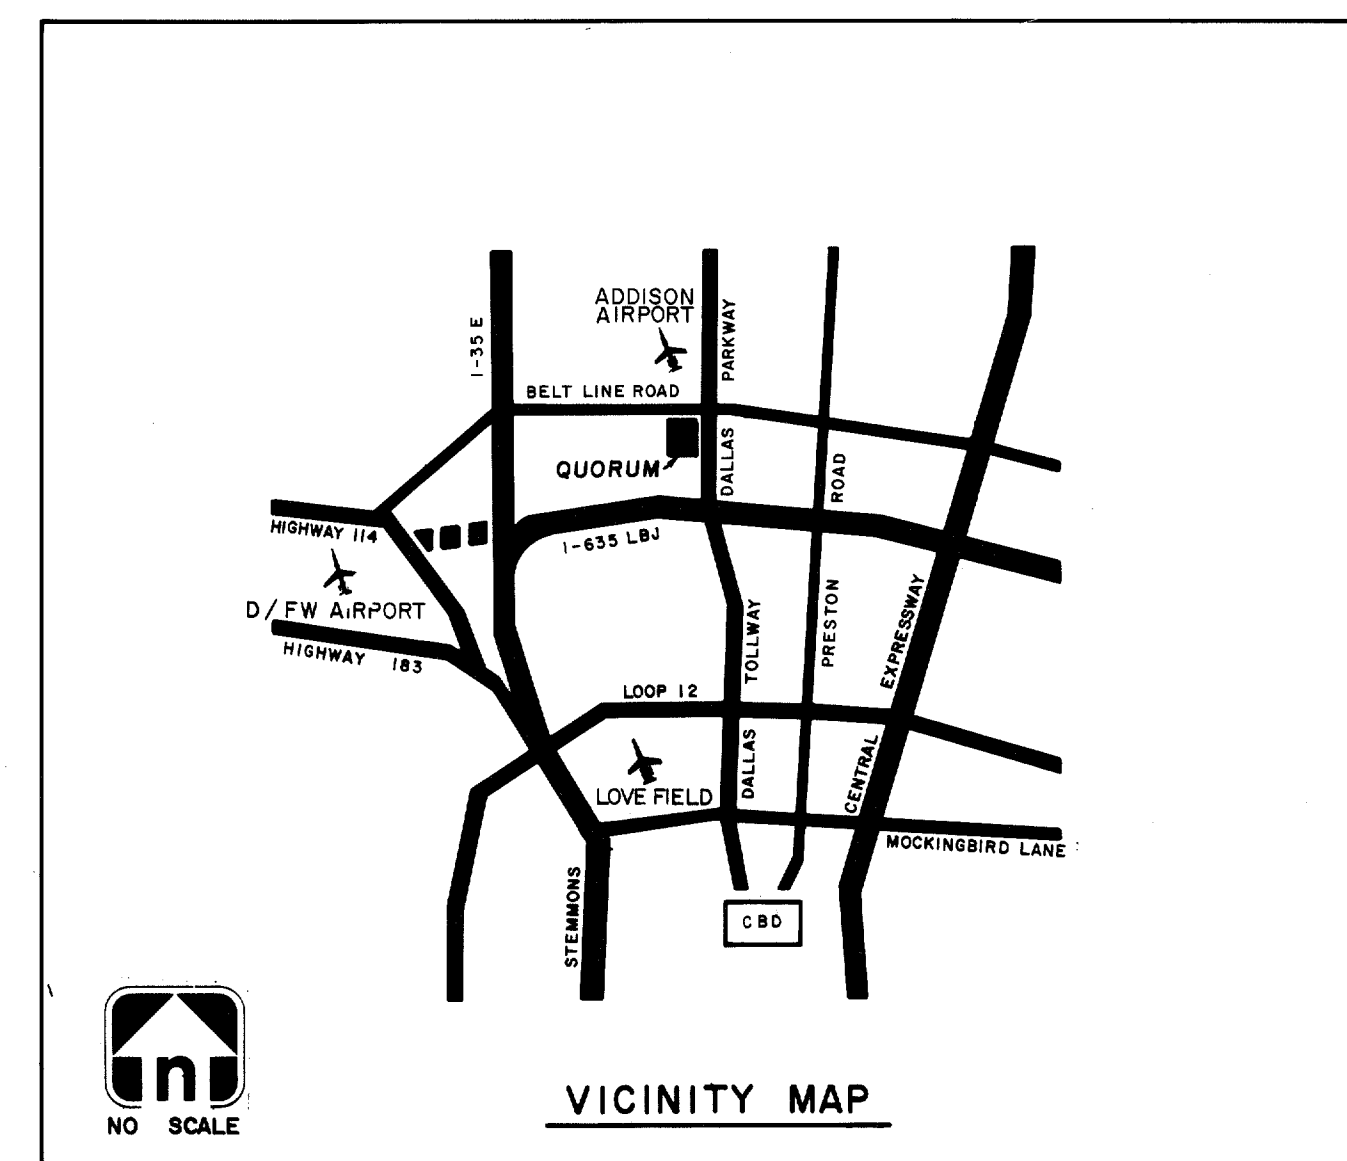 ADDISON
AIRPORT
I-35 E
PARKWAY
BELT LINE ROAD
DALLAS
QUORUM
ROAD
HIGHWAY 114
I-635 LBJ
D/FW AIRPORT
HIGHWAY 183
TOLLWAY
PRESTON
EXPRESSWAY
LOOP 12
DALLAS
CENTRAL
LOVE FIELD
MOCKINGBIRD LANE
STEMMONS
CBD
n
NO SCALE
VICINITY MAP